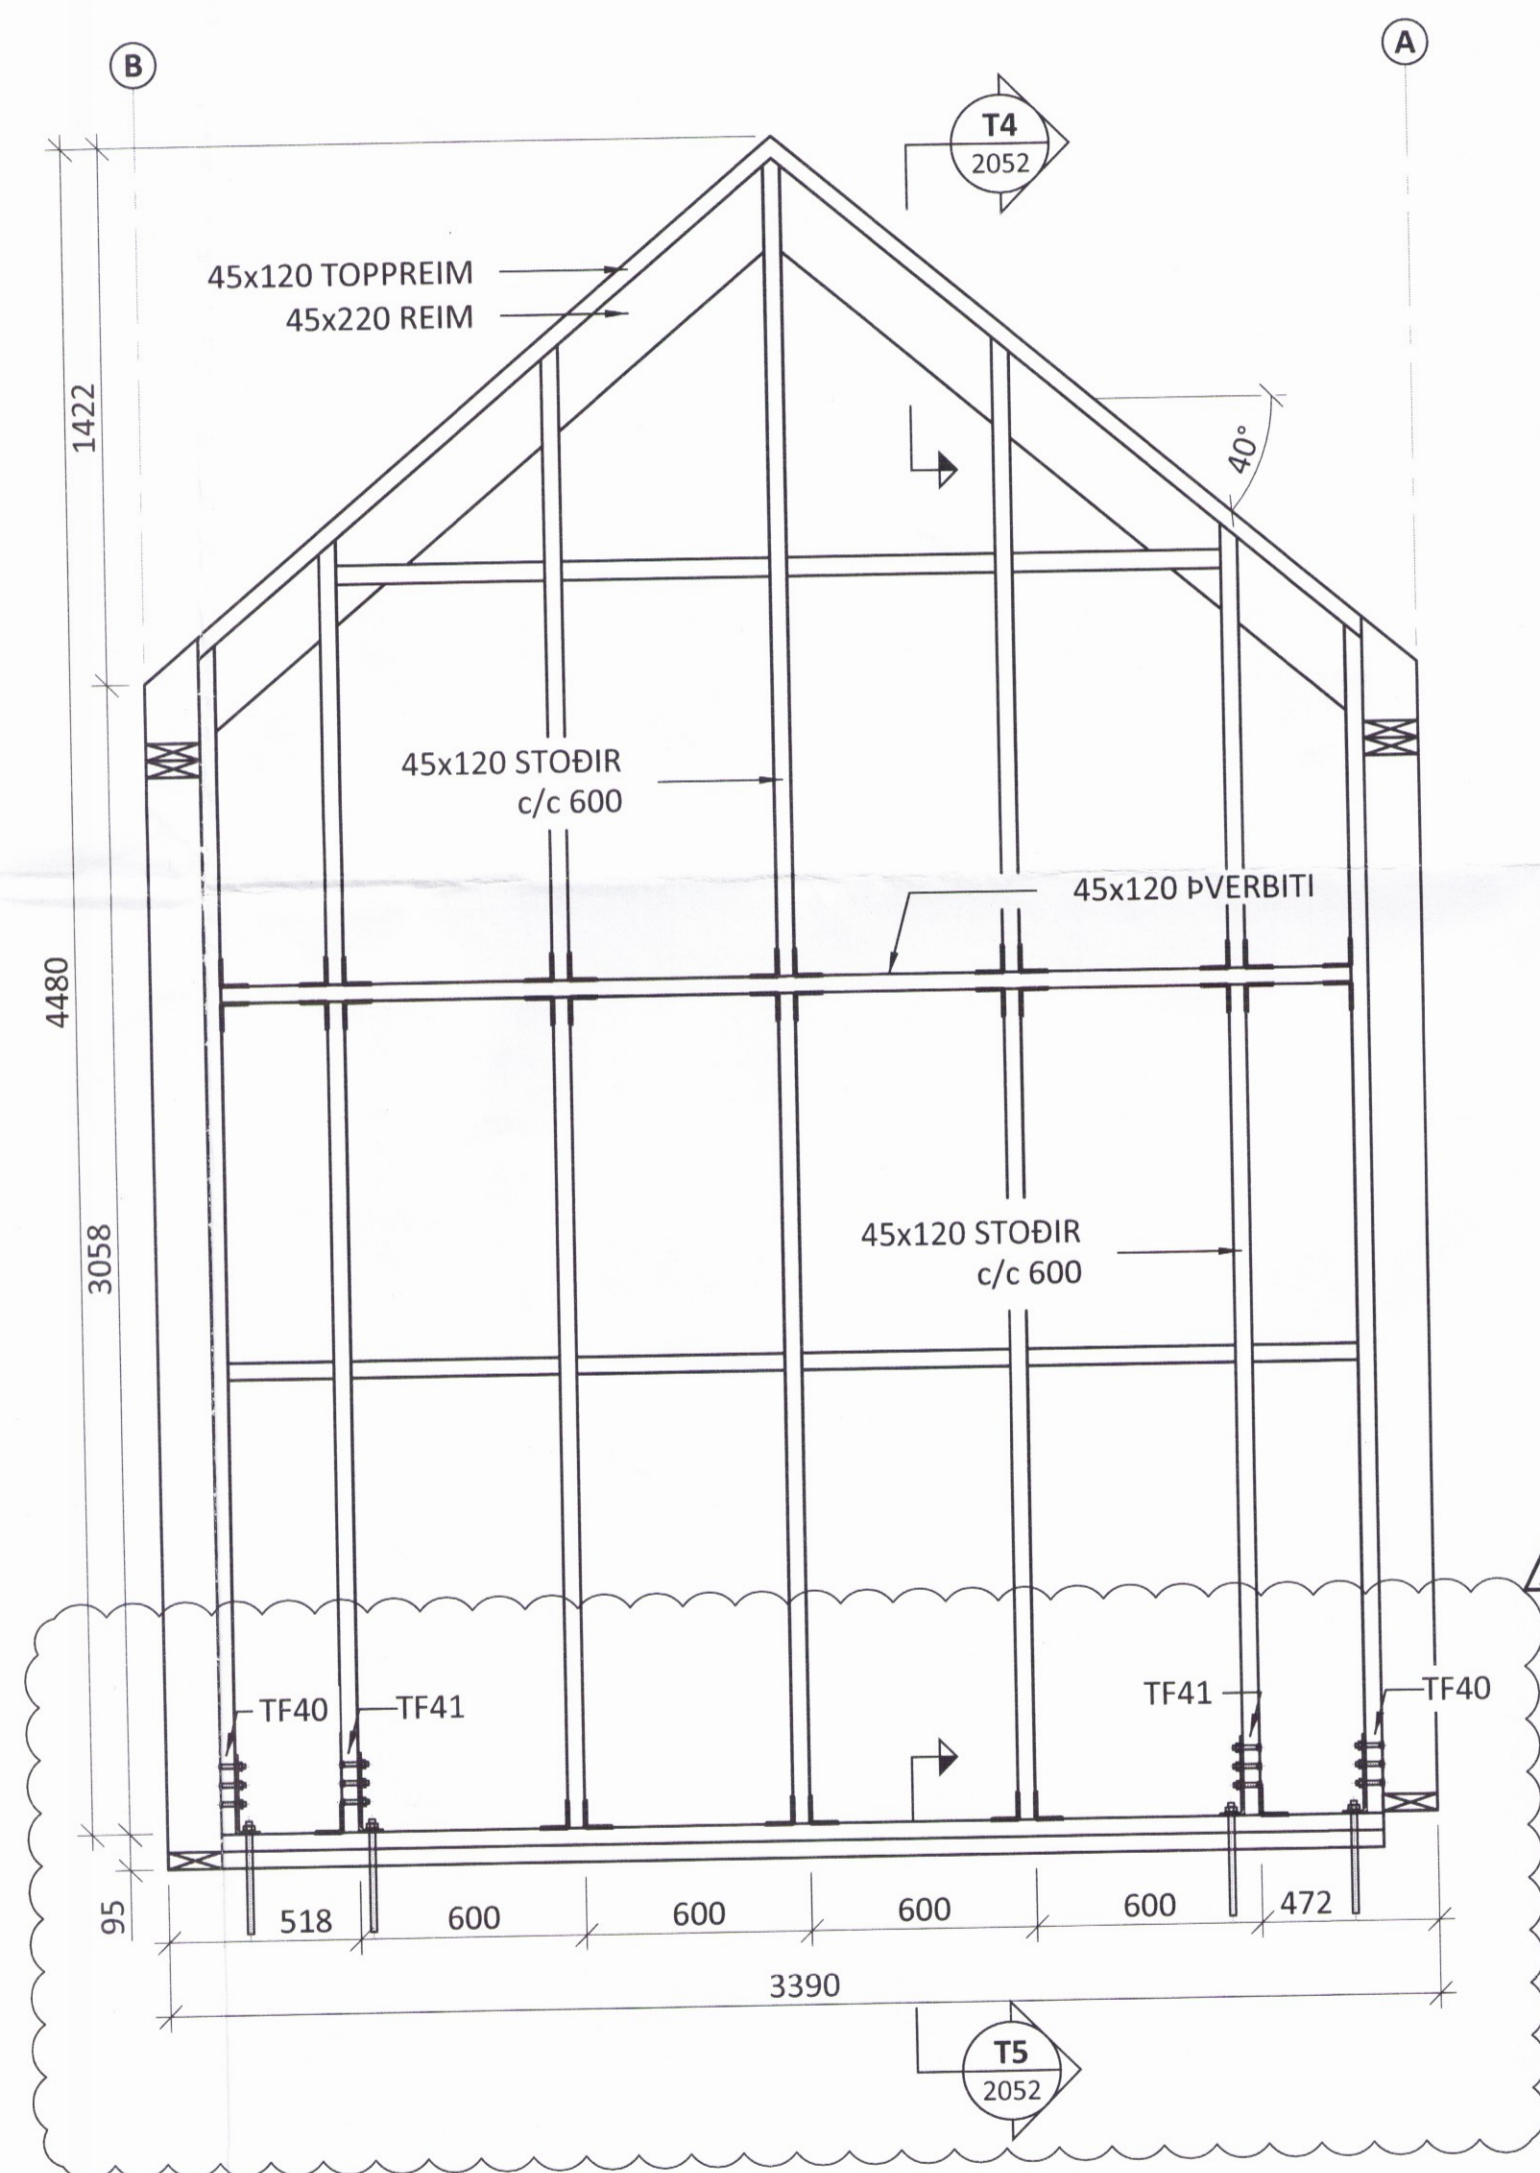 B
A
T4
2052
45x120 TOPPREIM
45x220 REIM
1422
40°
45x120 STOÐIR
c/c 600
45x120 ÞVERBITI
4480
3058
45x120 STOÐIR
c/c 600
TF40
TF41
TF41
TF40
95
518
600
600
600
600
472
3390
T5
2052